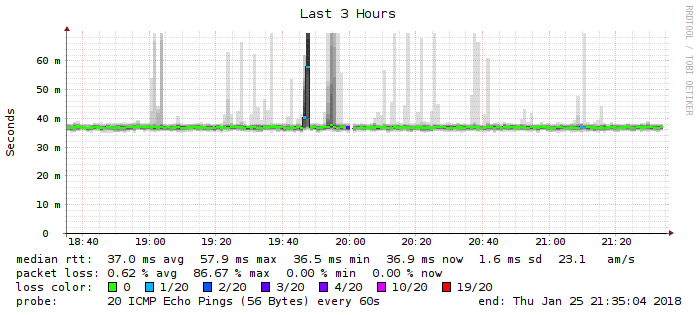 Last 3 Hours
RRDTOOL / TOBI OETIKER
Seconds
60 m
50 m
40 m
30 m
20 m
10 m
0
18:40 19:00 19:20 19:40 20:00 20:20 20:40 21:00 21:20
median rtt: 37.0 ms avg 57.9 ms max 36.5 ms min 36.9 ms now 1.6 ms sd 23.1 am/s
packet loss: 0.62 % avg 86.67 % max 0.00 % min 0.00 % now
loss color: 0 1/20 2/20 3/20 4/20 10/20 19/20
probe: 20 ICMP Echo Pings (56 Bytes) every 60s end: Thu Jan 25 21:35:04 2018